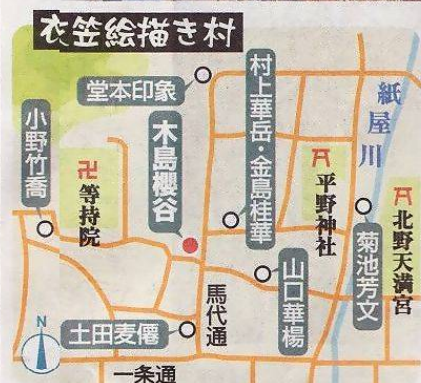 衣笠絵描き村
堂本印象
村上華岳・金島桂華
紙屋川
小野竹喬
卍
等持院
木島櫻谷
平野神社
北野天満宮
菊池芳文
山口華楊
馬代通
土田麦僊
一条通
N